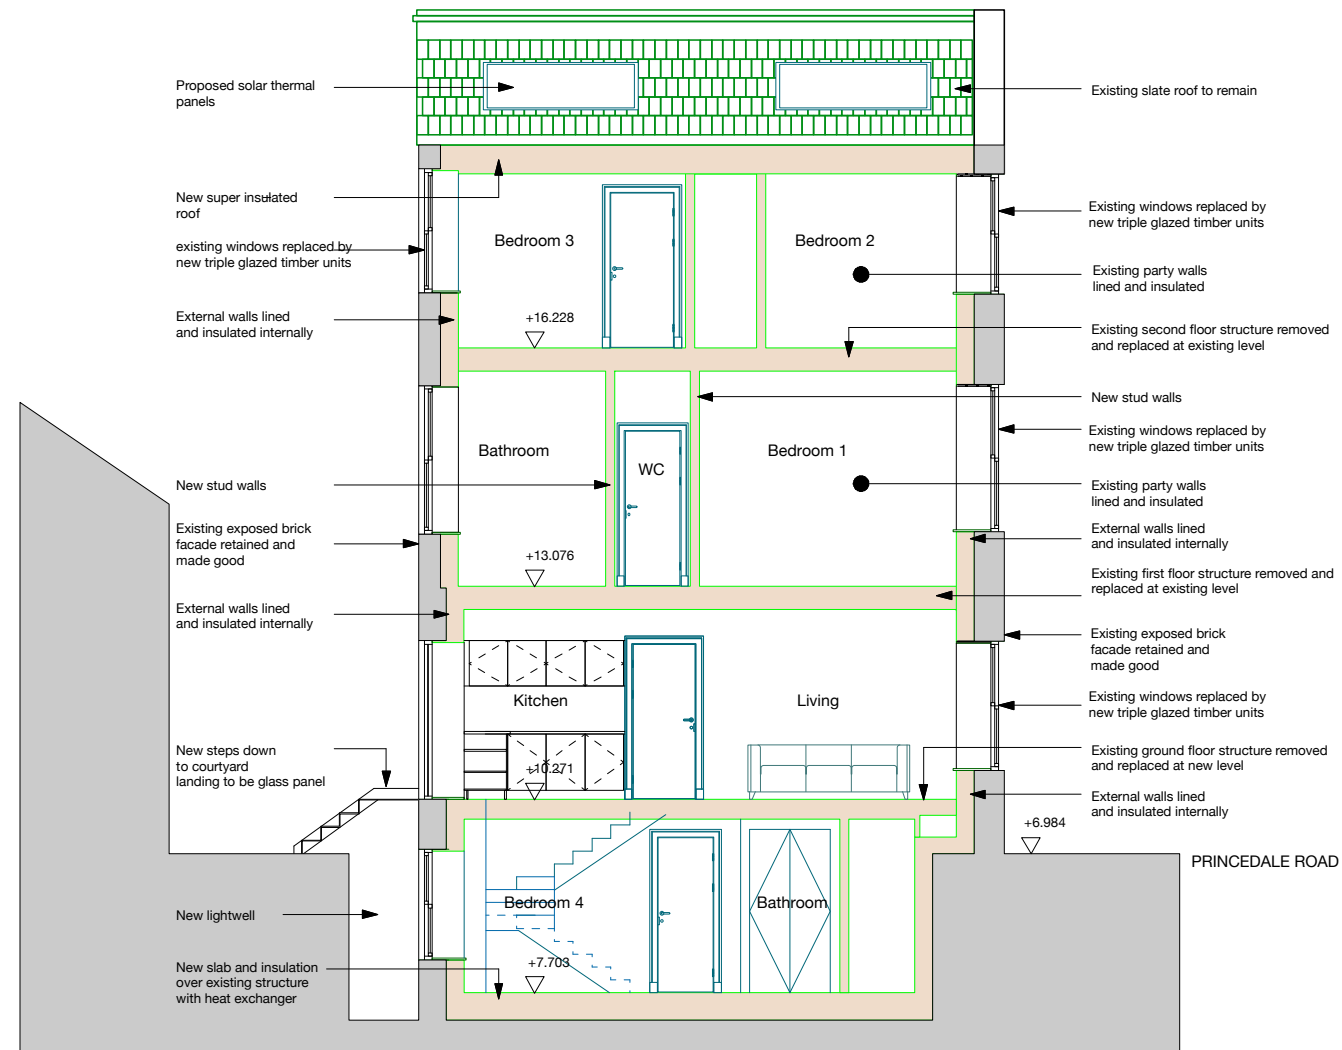 Proposed solar thermal
panels
New super insulated
roof
existing windows replaced by
new triple glazed timber units
External walls lined
and insulated internally
New stud walls
Existing exposed brick
facade retained and
made good
External walls lined
and insulated internally
New steps down
to courtyard
landing to be glass panel
New lightwell
New slab and insulation
over existing structure
with heat exchanger
Bedroom 3
Bedroom 2
+16.228
Bathroom
WC
Bedroom 1
+13.076
Kitchen
Living
+10.271
Bedroom 4
Bathroom
+7.703
Existing slate roof to remain
Existing windows replaced by
new triple glazed timber units
Existing party walls
lined and insulated
Existing second floor structure removed
and replaced at existing level
New stud walls
Existing windows replaced by
new triple glazed timber units
Existing party walls
lined and insulated
External walls lined
and insulated internally
Existing first floor structure removed and
replaced at existing level
Existing exposed brick
facade retained and
made good
Existing windows replaced by
new triple glazed timber units
Existing ground floor structure removed
and replaced at new level
External walls lined
and insulated internally
+6.984
PRINCEDALE ROAD